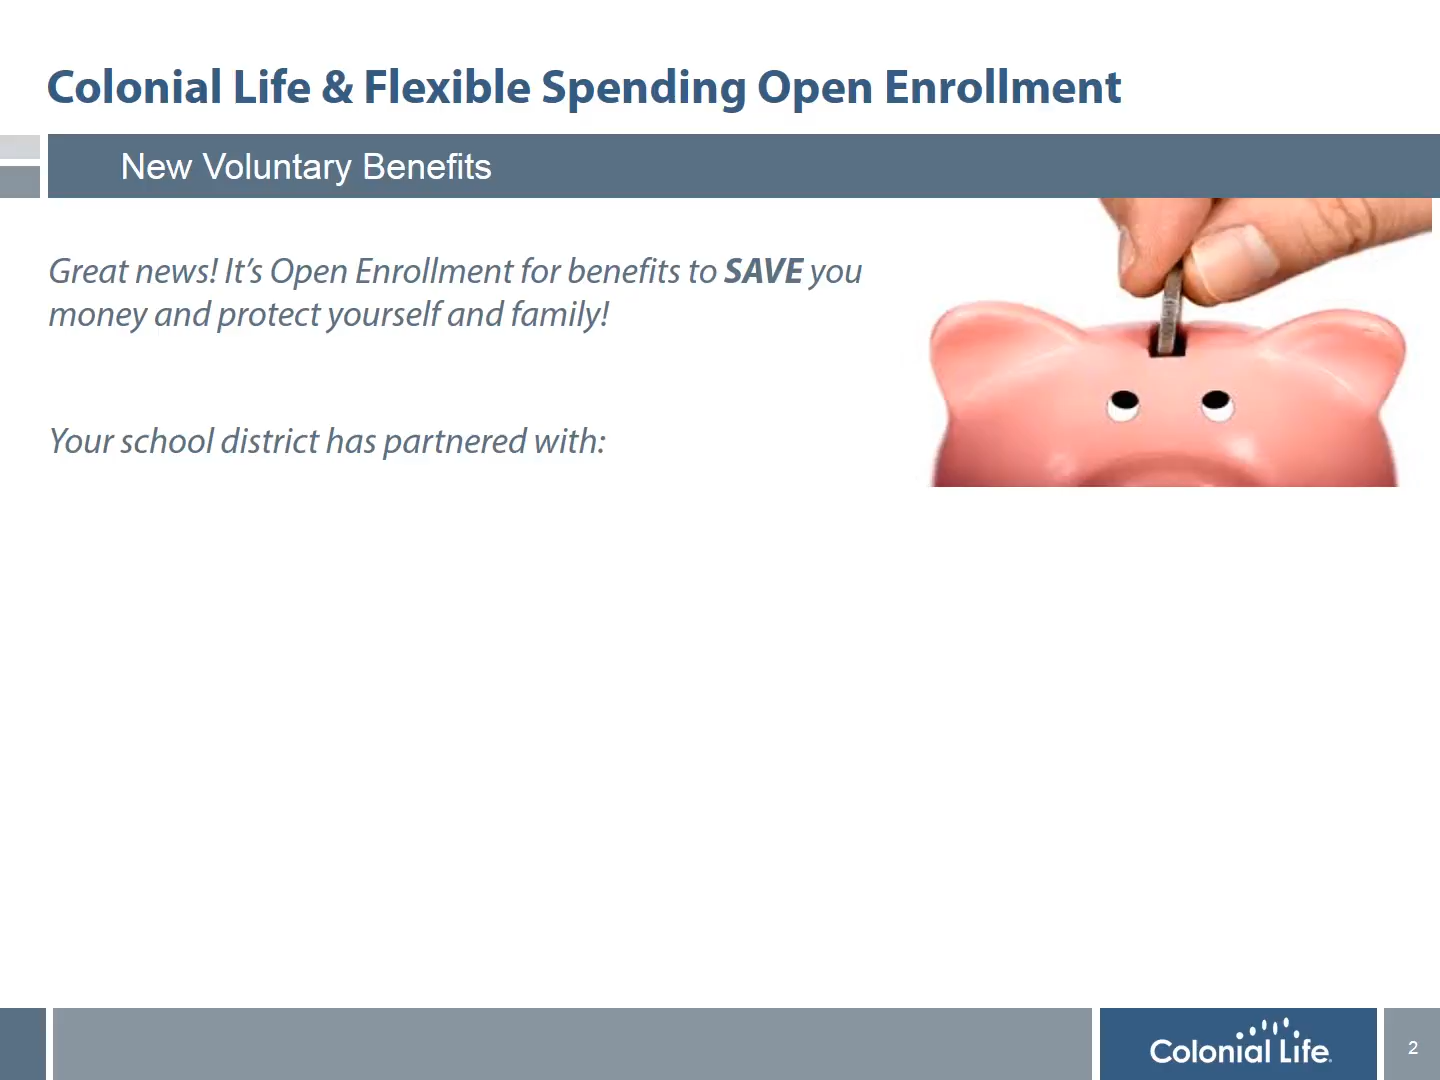 Colonial Life & Flexible Spending Open Enrollment
New Voluntary Benefits
Great news! It’s Open Enrollment for benefits to SAVE you
money and protect yourself and family!
Your school district has partnered with:
Colonial Life.
2